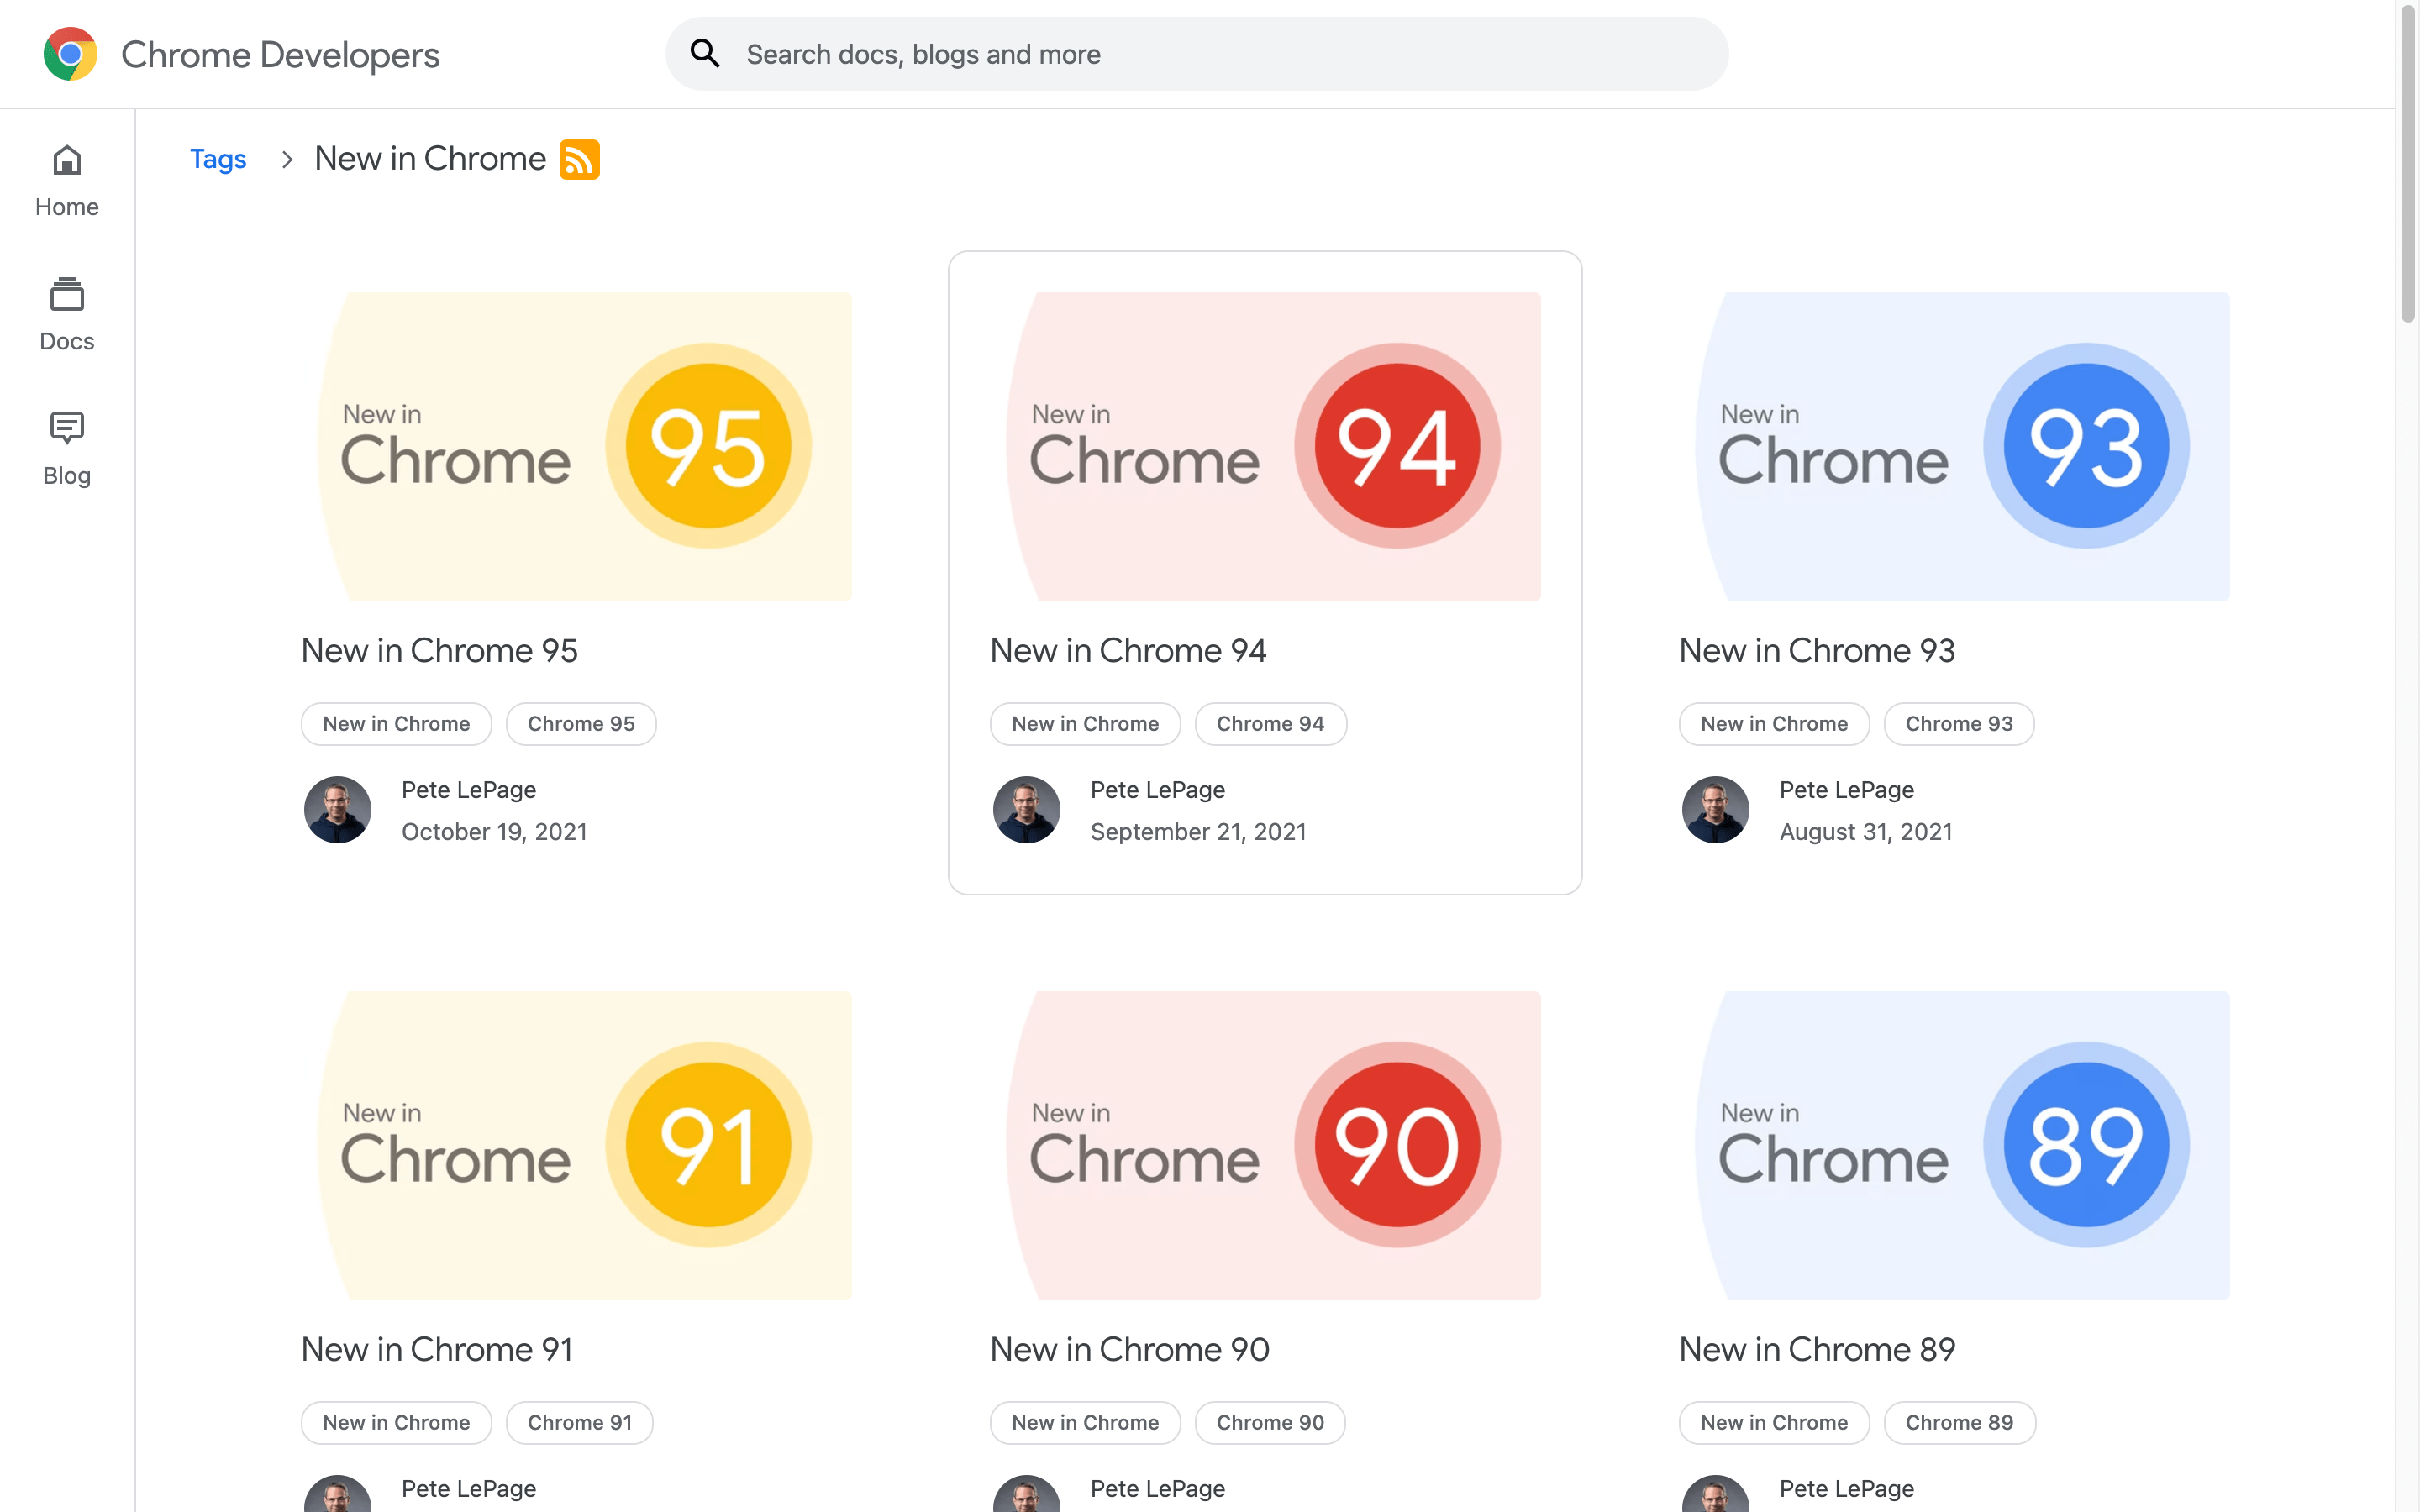 Chrome Developers
Search docs, blogs and more
Home
Docs
Blog
Tags > New in Chrome
New in
Chrome
95
New in Chrome 95
New in Chrome
Chrome 95
Pete LePage
October 19, 2021
New in
Chrome
94
New in Chrome 94
New in Chrome
Chrome 94
Pete LePage
September 21, 2021
New in
Chrome
93
New in Chrome 93
New in Chrome
Chrome 93
Pete LePage
August 31, 2021
New in
Chrome
91
New in Chrome 91
New in Chrome
Chrome 91
Pete LePage
New in
Chrome
90
New in Chrome 90
New in Chrome
Chrome 90
Pete LePage
New in
Chrome
89
New in Chrome 89
New in Chrome
Chrome 89
Pete LePage